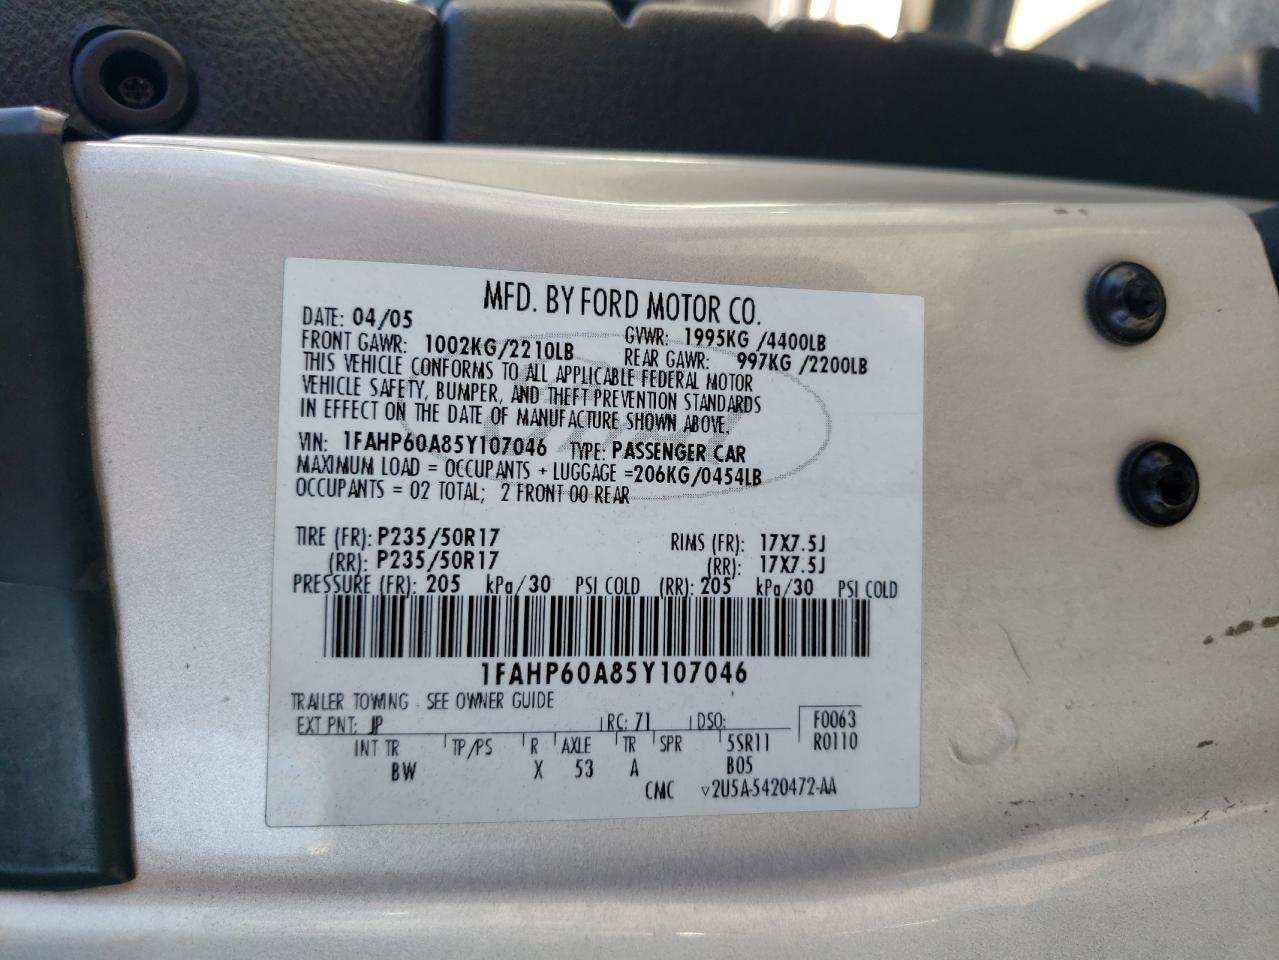 MFD. BY FORD MOTOR CO.
DATE: 04/05 GVWR: 1995KG /4400LB
FRONT GAWR: 1002KG/2210LB REAR GAWR: 997KG /2200LB
THIS VEHICLE CONFORMS TO ALL APPLICABLE FEDERAL MOTOR
VEHICLE SAFETY, BUMPER, AND THEFT PREVENTION STANDARDS
IN EFFECT ON THE DATE OF MANUFACTURE SHOWN ABOVE.
VIN: 1FAHP60A85Y107046 TYPE: PASSENGER CAR
MAXIMUM LOAD = OCCUPANTS + LUGGAGE =206KG/0454LB
OCCUPANTS = 02 TOTAL; 2 FRONT 00 REAR
TIRE (FR): P235/50R17 RIMS (FR): 17X7.5J
(RR): P235/50R17 (RR): 17X7.5J
PRESSURE (FR): 205 kPa/30 PSI COLD (RR): 205 kPa/30 PSI COLD
1FAHP60A85Y107046
TRAILER TOWING - SEE OWNER GUIDE
EXT PNT: JP RC: 71 DSO: F0063
INT TR TP/PS R AXLE TR SPR 5SR11 R0110
BW X 53 A B05
CMC ▽2U5A-5420472-AA